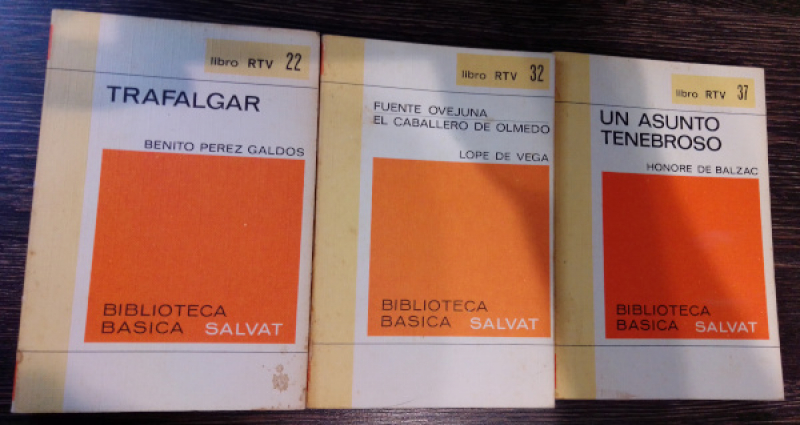 libro RTV 22
TRAFALGAR
BENITO PEREZ GALDOS
BIBLIOTECA
BASICA SALVAT
libro RTV 32
FUENTE OVEJUNA
EL CABALLERO DE OLMEDO
LOPE DE VEGA
BIBLIOTECA
BASICA SALVAT
libro RTV 37
UN ASUNTO
TENEBROSO
HONORE DE BALZAC
BIBLIOTECA
BASICA SALVAT